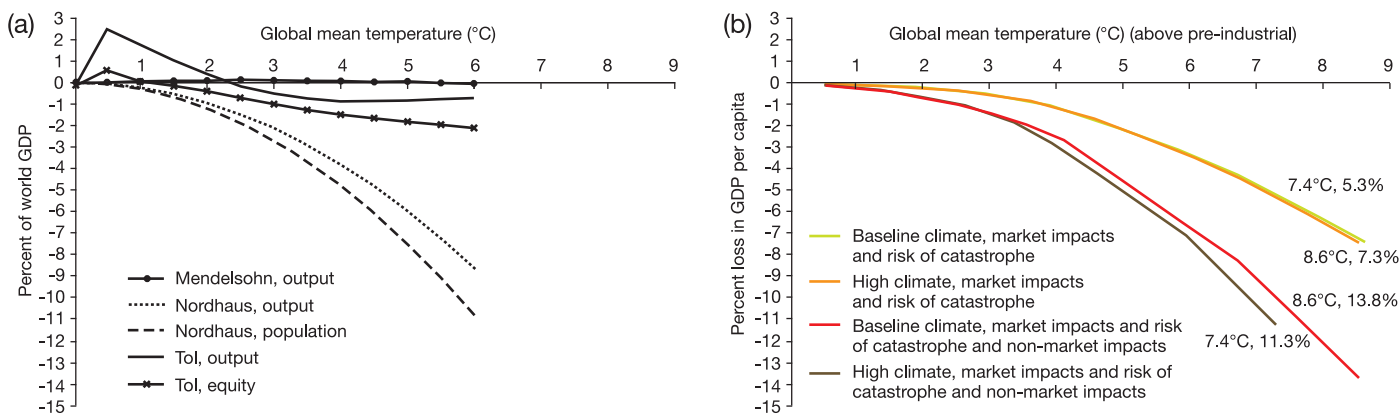 (a)
Global mean temperature (°C)
Percent of world GDP
3
2
1
0
-1
-2
-3
-4
-5
-6
-7
-8
-9
-10
-11
-12
-13
-14
-15
1 2 3 4 5 6 7 8 9
Mendelsohn, output
Nordhaus, output
Nordhaus, population
Tol, output
Tol, equity
(b)
Global mean temperature (°C) (above pre-industrial)
Percent loss in GDP per capita
3
2
1
0
-1
-2
-3
-4
-5
-6
-7
-8
-9
-10
-11
-12
-13
-14
-15
1 2 3 4 5 6 7 8 9
7.4°C, 5.3%
8.6°C, 7.3%
8.6°C, 13.8%
7.4°C, 11.3%
Baseline climate, market impacts
and risk of catastrophe
High climate, market impacts
and risk of catastrophe
Baseline climate, market impacts and risk
of catastrophe and non-market impacts
High climate, market impacts and risk of
catastrophe and non-market impacts